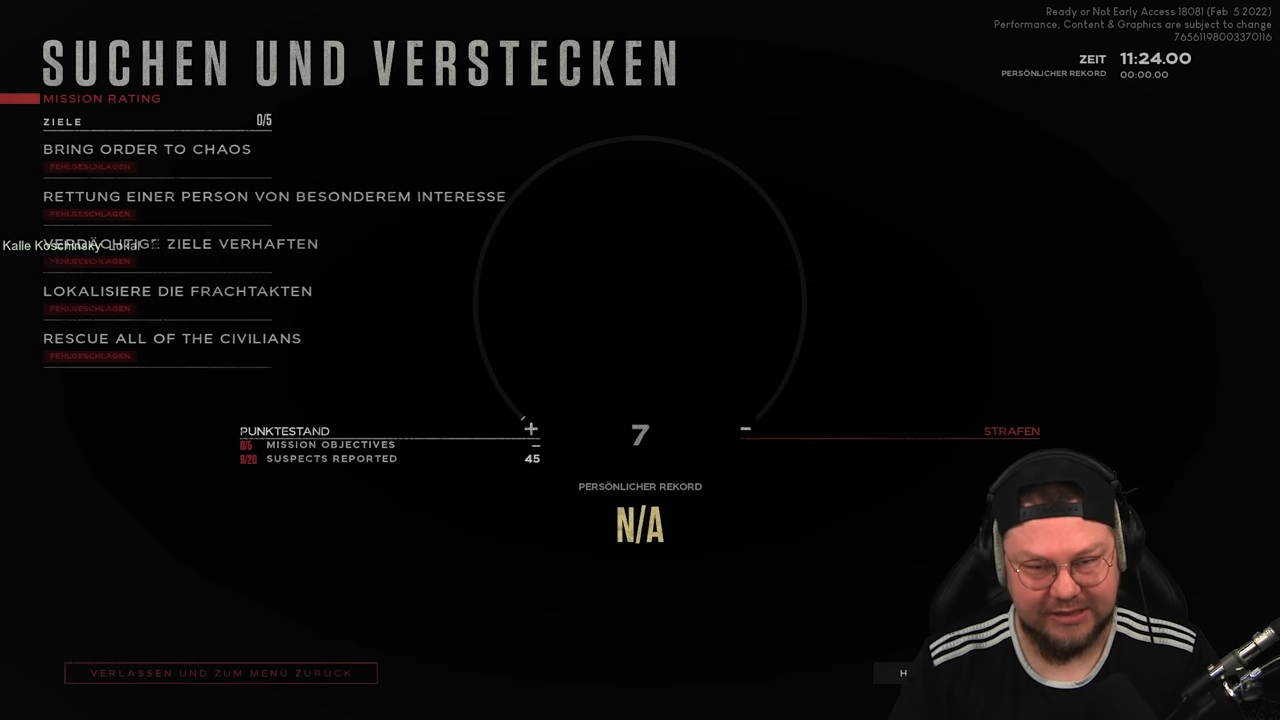 Ready or Not Early Access 18081 (Feb 5 2022)
Performance, Content & Graphics are subject to change
76561198003370116
SUCHEN UND VERSTECKEN
ZEIT 11:24.00
PERSÖNLICHER REKORD 00:00.00
MISSION RATING
ZIELE 0/5
BRING ORDER TO CHAOS
FEHLGESCHLAGEN
RETTUNG EINER PERSON VON BESONDEREM INTERESSE
FEHLGESCHLAGEN
VERDÄCHTIGE ZIELE VERHAFTEN
Kalle Koschinsky Lokal
FEHLGESCHLAGEN
LOKALISIERE DIE FRACHTAKTEN
FEHLGESCHLAGEN
RESCUE ALL OF THE CIVILIANS
FEHLGESCHLAGEN
PUNKTESTAND +
7
– STRAFEN
0/5 MISSION OBJECTIVES –
9/20 SUSPECTS REPORTED 45
PERSÖNLICHER REKORD
N/A
VERLASSEN UND ZUM MENÜ ZURÜCK
H